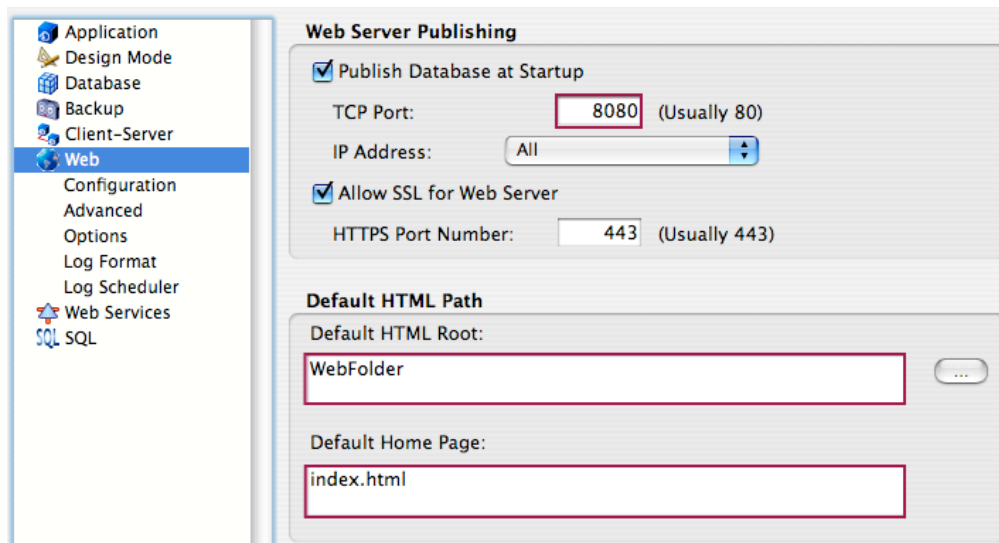 Application
Design Mode
Database
Backup
Client-Server
Web
Configuration
Advanced
Options
Log Format
Log Scheduler
Web Services
SQL SQL
Web Server Publishing
Publish Database at Startup
TCP Port: 8080 (Usually 80)
IP Address: All
Allow SSL for Web Server
HTTPS Port Number: 443 (Usually 443)
Default HTML Path
Default HTML Root:
WebFolder
...
Default Home Page:
index.html